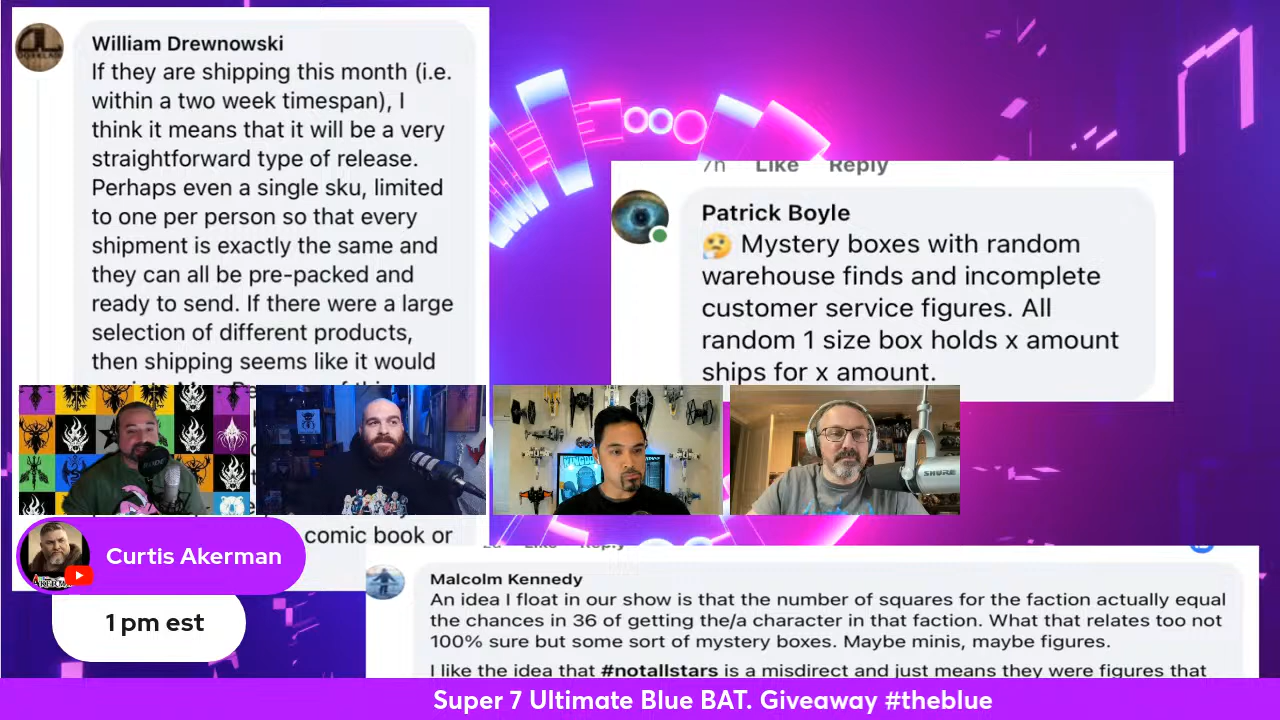 William Drewnowski
If they are shipping this month (i.e.
within a two week timespan), I
think it means that it will be a very
straightforward type of release.
Perhaps even a single sku, limited
to one per person so that every
shipment is exactly the same and
they can all be pre-packed and
ready to send. If there were a large
selection of different products,
then shipping seems like it would
comic book or
7h Like Reply
Patrick Boyle
Mystery boxes with random
warehouse finds and incomplete
customer service figures. All
random 1 size box holds x amount
ships for x amount.
SHURE
Curtis Akerman
1 pm est
Malcolm Kennedy
An idea I float in our show is that the number of squares for the faction actually equal
the chances in 36 of getting the/a character in that faction. What that relates too not
100% sure but some sort of mystery boxes. Maybe minis, maybe figures.
I like the idea that #notallstars is a misdirect and just means they were figures that
Super 7 Ultimate Blue BAT. Giveaway #theblue